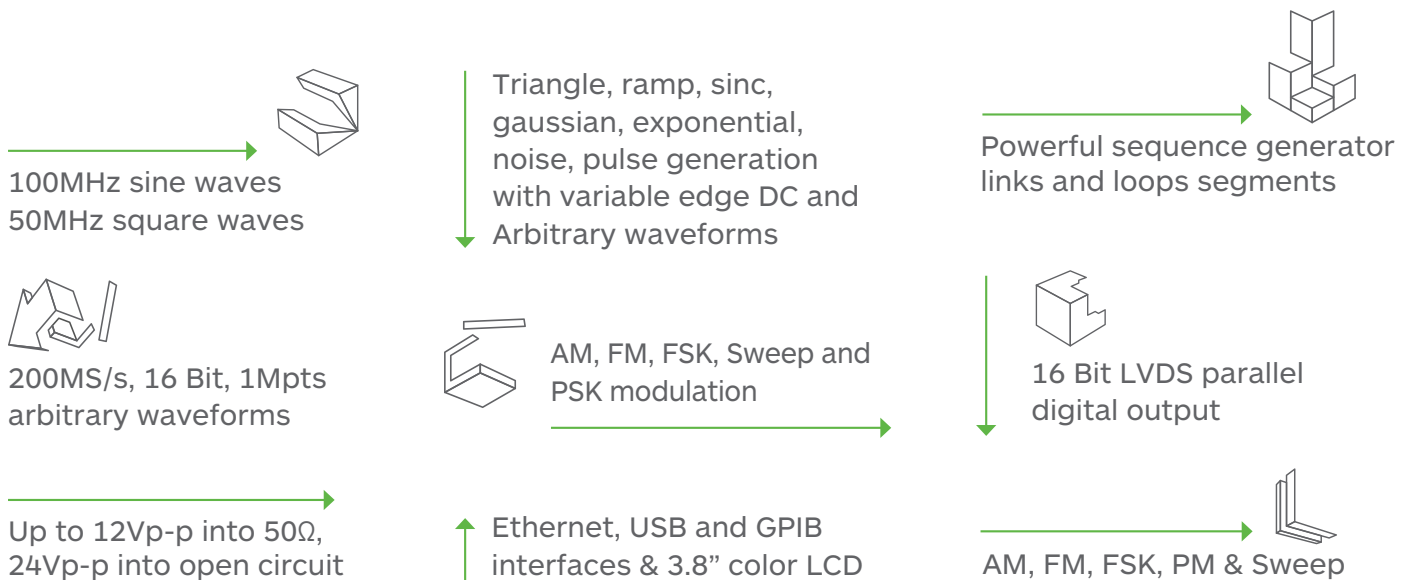 100MHz sine waves
50MHz square waves
Triangle, ramp, sinc,
gaussian, exponential,
noise, pulse generation
with variable edge DC and
Arbitrary waveforms
Powerful sequence generator
links and loops segments
200MS/s, 16 Bit, 1Mpts
arbitrary waveforms
AM, FM, FSK, Sweep and
PSK modulation
16 Bit LVDS parallel
digital output
Up to 12Vp-p into 50Ω,
24Vp-p into open circuit
Ethernet, USB and GPIB
interfaces & 3.8” color LCD
AM, FM, FSK, PM & Sweep